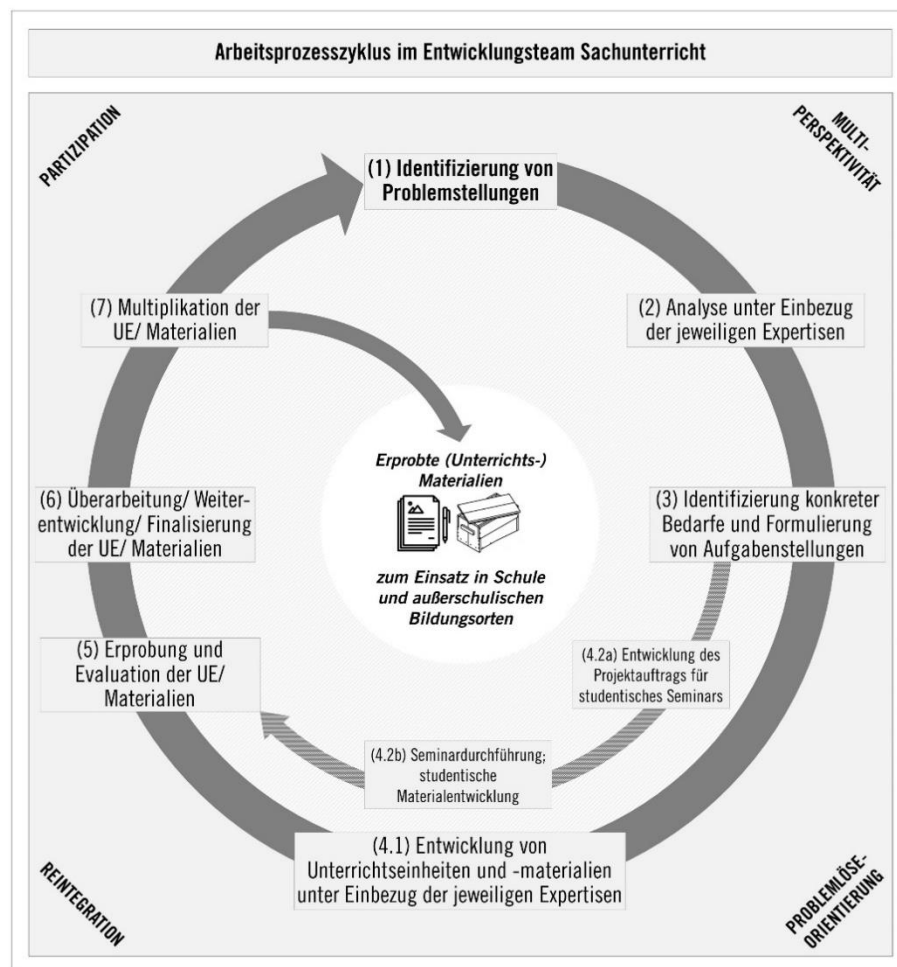 Arbeitsprozesszyklus im Entwicklungsteam Sachunterricht
PARTIZIPATION
MULTI-
PERSPEKTIVITÄT
(1) Identifizierung von
Problemstellungen
(7) Multiplikation der
UE/ Materialien
(2) Analyse unter Einbezug
der jeweiligen Expertisen
Erprobte (Unterrichts-)
Materialien
zum Einsatz in Schule
und außerschulischen
Bildungsorten
(6) Überarbeitung/ Weiter-
entwicklung/ Finalisierung
der UE/ Materialien
(3) Identifizierung konkreter
Bedarfe und Formulierung
von Aufgabenstellungen
(5) Erprobung und
Evaluation der UE/
Materialien
(4.2a) Entwicklung des
Projektauftrags für
studentisches Seminars
(4.2b) Seminardurchführung;
studentische
Materialentwicklung
(4.1) Entwicklung von
Unterrichtseinheiten und -materialien
unter Einbezug der jeweiligen Expertisen
REINTEGRATION
PROBLEMLÖSE-
ORIENTIERUNG